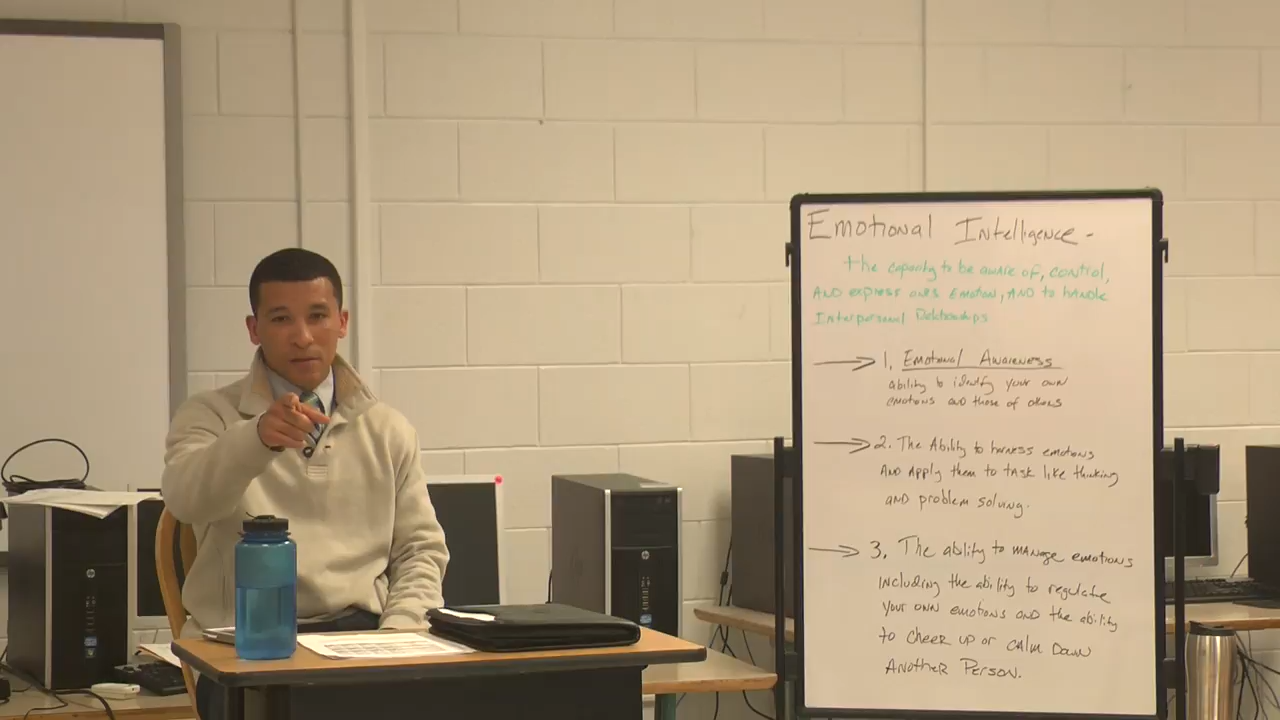 Emotional Intelligence -
the capacity to be aware of, control,
AND express ones Emotion, AND to handle
Interpersonal Relationships
1. Emotional Awareness
ability to identify your own
emotions and those of others
2. The Ability to harness emotions
AND Apply them to task like thinking
and problem solving.
3. The ability to manage emotions
including the ability to regulate
your own emotions and the ability
to cheer up or calm down
Another Person.